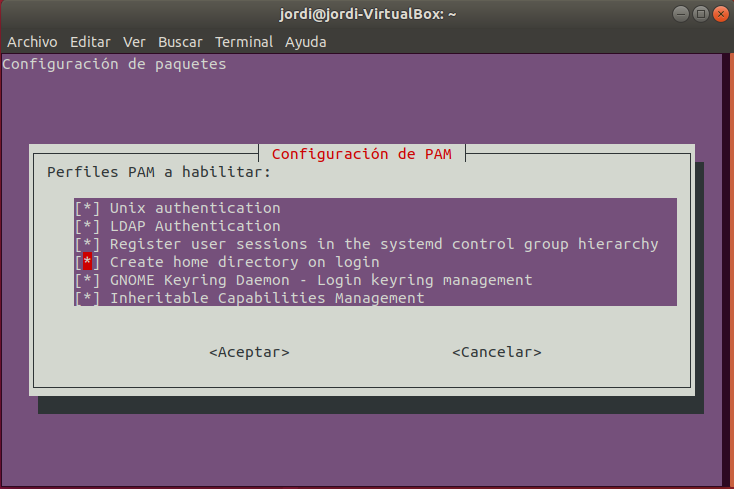 jordi@jordi-VirtualBox: ~
Archivo Editar Ver Buscar Terminal Ayuda
Configuración de paquetes
Configuración de PAM
Perfiles PAM a habilitar:
[*] Unix authentication
[*] LDAP Authentication
[*] Register user sessions in the systemd control group hierarchy
[*] Create home directory on login
[*] GNOME Keyring Daemon - Login keyring management
[*] Inheritable Capabilities Management
<Aceptar> <Cancelar>